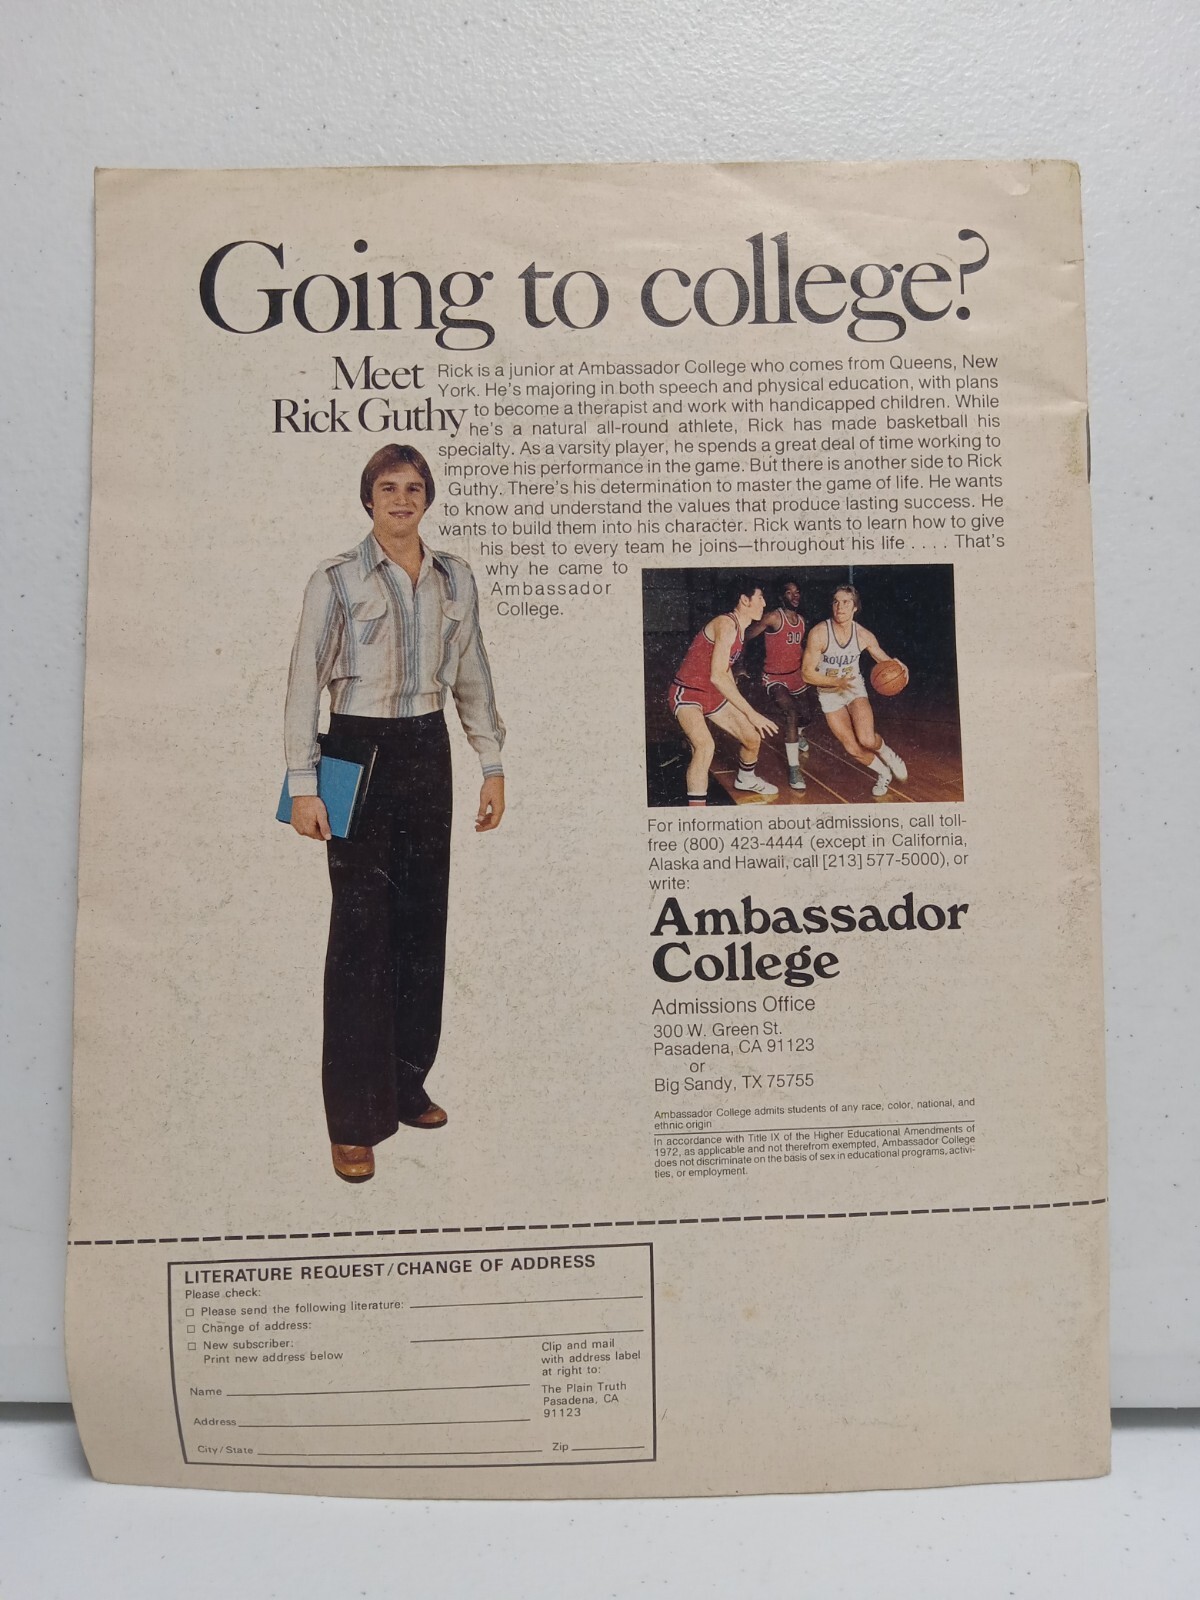 Going to college?
Meet
Rick Guthy
Rick is a junior at Ambassador College who comes from Queens, New
York. He's majoring in both speech and physical education, with plans
to become a therapist and work with handicapped children. While
he's a natural all-round athlete, Rick has made basketball his
specialty. As a varsity player, he spends a great deal of time working to
improve his performance in the game. But there is another side to Rick
Guthy. There's his determination to master the game of life. He wants
to know and understand the values that produce lasting success. He
wants to build them into his character. Rick wants to learn how to give
his best to every team he joins—throughout his life . . . . That's
why he came to
Ambassador
College.
30
ROYALS
For information about admissions, call toll-
free (800) 423-4444 (except in California,
Alaska and Hawaii, call [213] 577-5000), or
write:
Ambassador
College
Admissions Office
300 W. Green St.
Pasadena, CA 91123
or
Big Sandy, TX 75755
Ambassador College admits students of any race, color, national, and
ethnic origin
In accordance with Title IX of the Higher Educational Amendments of
1972, as applicable and not therefrom exempted, Ambassador College
does not discriminate on the basis of sex in educational programs, activi-
ties, or employment.
LITERATURE REQUEST/CHANGE OF ADDRESS
Please check:
Please send the following literature:
Change of address:
New subscriber:
Print new address below
Clip and mail
with address label
at right to:
The Plain Truth
Pasadena, CA
91123
Name
Address
City/State
Zip